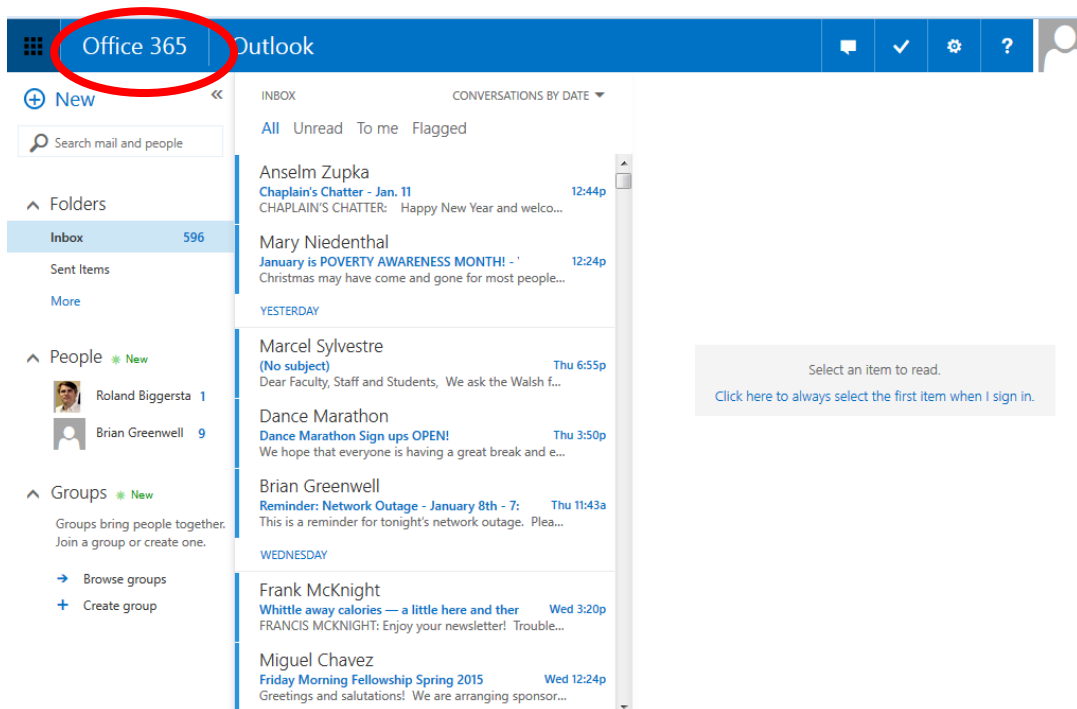 Office 365
Outlook
?
New
«
Search mail and people
Folders
Inbox 596
Sent Items
More
People New
Roland Biggersta 1
Brian Greenwell 9
Groups New
Groups bring people together.
Join a group or create one.
Browse groups
Create group
INBOX CONVERSATIONS BY DATE
All Unread To me Flagged
Anselm Zupka
Chaplain's Chatter - Jan. 11 12:44p
CHAPLAIN'S CHATTER: Happy New Year and welco...
Mary Niedenthal
January is POVERTY AWARENESS MONTH! - ' 12:24p
Christmas may have come and gone for most people...
YESTERDAY
Marcel Sylvestre
(No subject) Thu 6:55p
Dear Faculty, Staff and Students, We ask the Walsh f...
Dance Marathon
Dance Marathon Sign ups OPEN! Thu 3:50p
We hope that everyone is having a great break and e...
Brian Greenwell
Reminder: Network Outage - January 8th - 7: Thu 11:43a
This is a reminder for tonight's network outage. Plea...
WEDNESDAY
Frank McKnight
Whittle away calories — a little here and ther Wed 3:20p
FRANCIS MCKNIGHT: Enjoy your newsletter! Trouble...
Miguel Chavez
Friday Morning Fellowship Spring 2015 Wed 12:24p
Greetings and salutations! We are arranging sponsor...
Select an item to read.
Click here to always select the first item when I sign in.